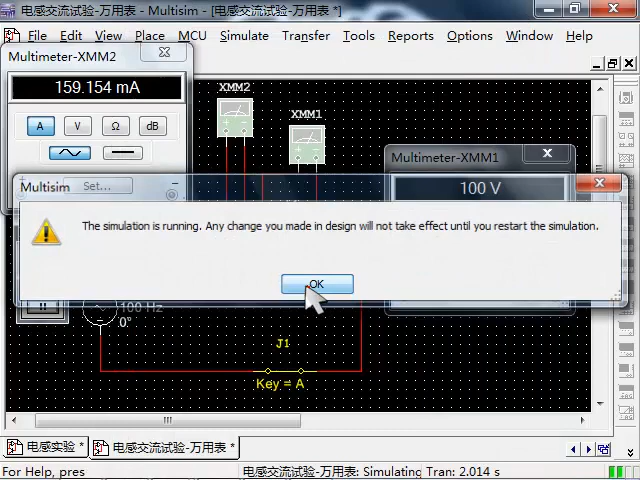 电感交流试验-万用表 - Multisim - [电感交流试验-万用表 *]
File Edit View Place MCU Simulate Transfer Tools Reports Options Window Help
Multimeter-XMM2
159.154 mA
A V Ω dB
XMM2
XMM1
Multimeter-XMM1
100 V
Multisim
Set...
The simulation is running. Any change you made in design will not take effect until you restart the simulation.
OK
100 Hz
0°
J1
Key = A
电感实验 *
电感交流试验-万用表 *
For Help, pres
电感交流试验-万用表: Simulating
Tran: 2.014 s